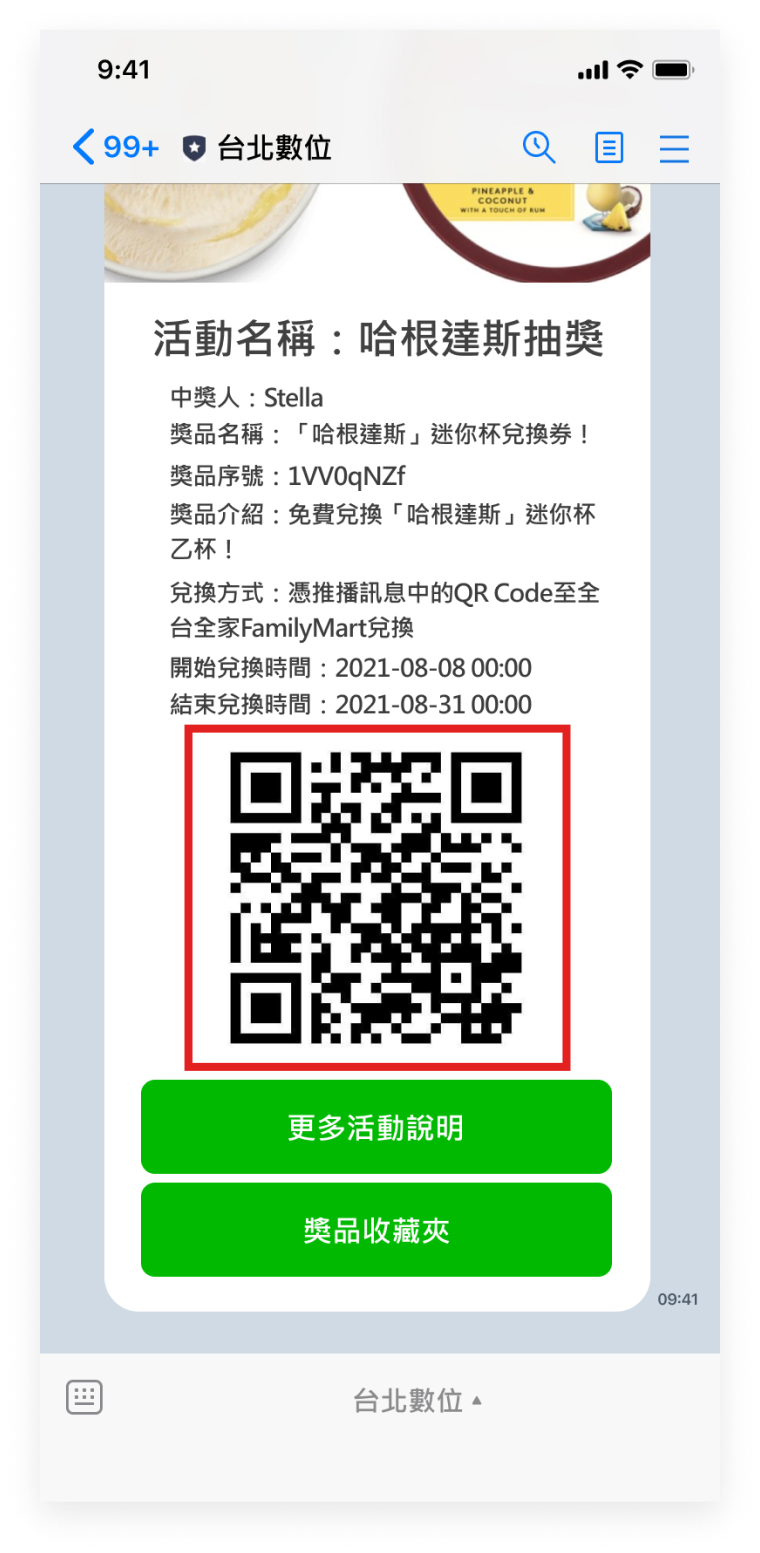 9:41
99+ 台北數位
PINEAPPLE &
COCONUT
WITH A TOUCH OF RUM
活動名稱：哈根達斯抽獎
中獎人：Stella
獎品名稱：「哈根達斯」迷你杯兌換券！
獎品序號：1VV0qNZf
獎品介紹：免費兌換「哈根達斯」迷你杯
乙杯！
兌換方式：憑推播訊息中的QR Code至全
台全家FamilyMart兌換
開始兌換時間：2021-08-08 00:00
結束兌換時間：2021-08-31 00:00
更多活動說明
獎品收藏夾
09:41
台北數位 ▲